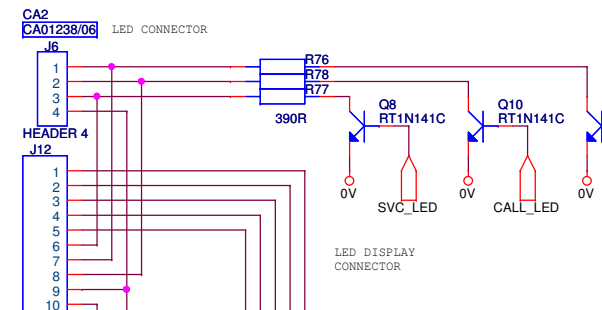 CA2
CA01238/06 LED CONNECTOR
J6
1
2
3
4
HEADER 4
R76
R78
R77
390R
Q8
RT1N141C
Q10
RT1N141C
0V
0V
0V
SVC_LED
CALL_LED
J12
1
2
3
4
5
6
7
8
9
10
LED DISPLAY
CONNECTOR